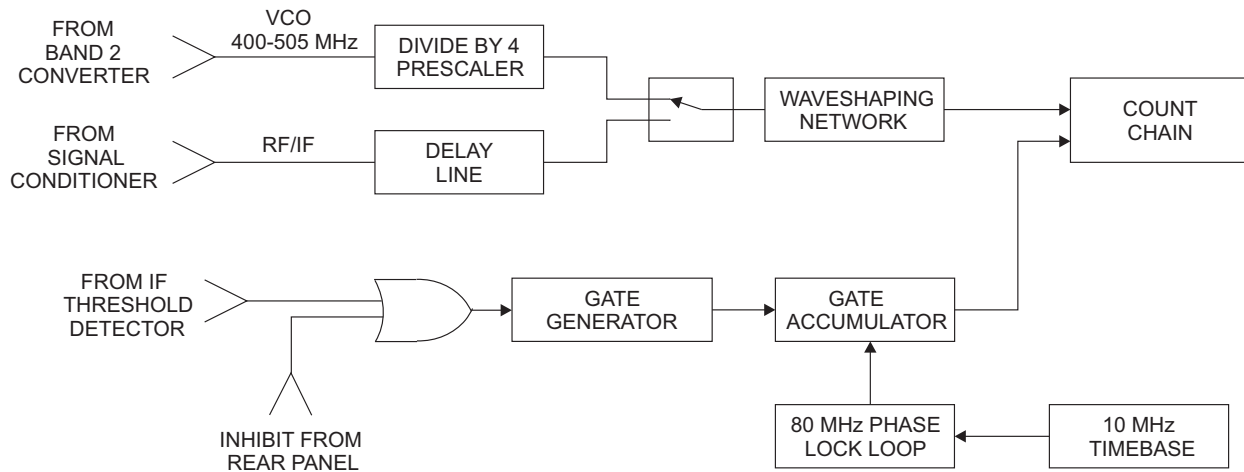 FROM
BAND 2
CONVERTER
VCO
400-505 MHz
DIVIDE BY 4
PRESCALER
WAVESHAPING
NETWORK
COUNT
CHAIN
FROM
SIGNAL
CONDITIONER
RF/IF
DELAY
LINE
FROM IF
THRESHOLD
DETECTOR
GATE
GENERATOR
GATE
ACCUMULATOR
INHIBIT FROM
REAR PANEL
80 MHz PHASE
LOCK LOOP
10 MHz
TIMEBASE